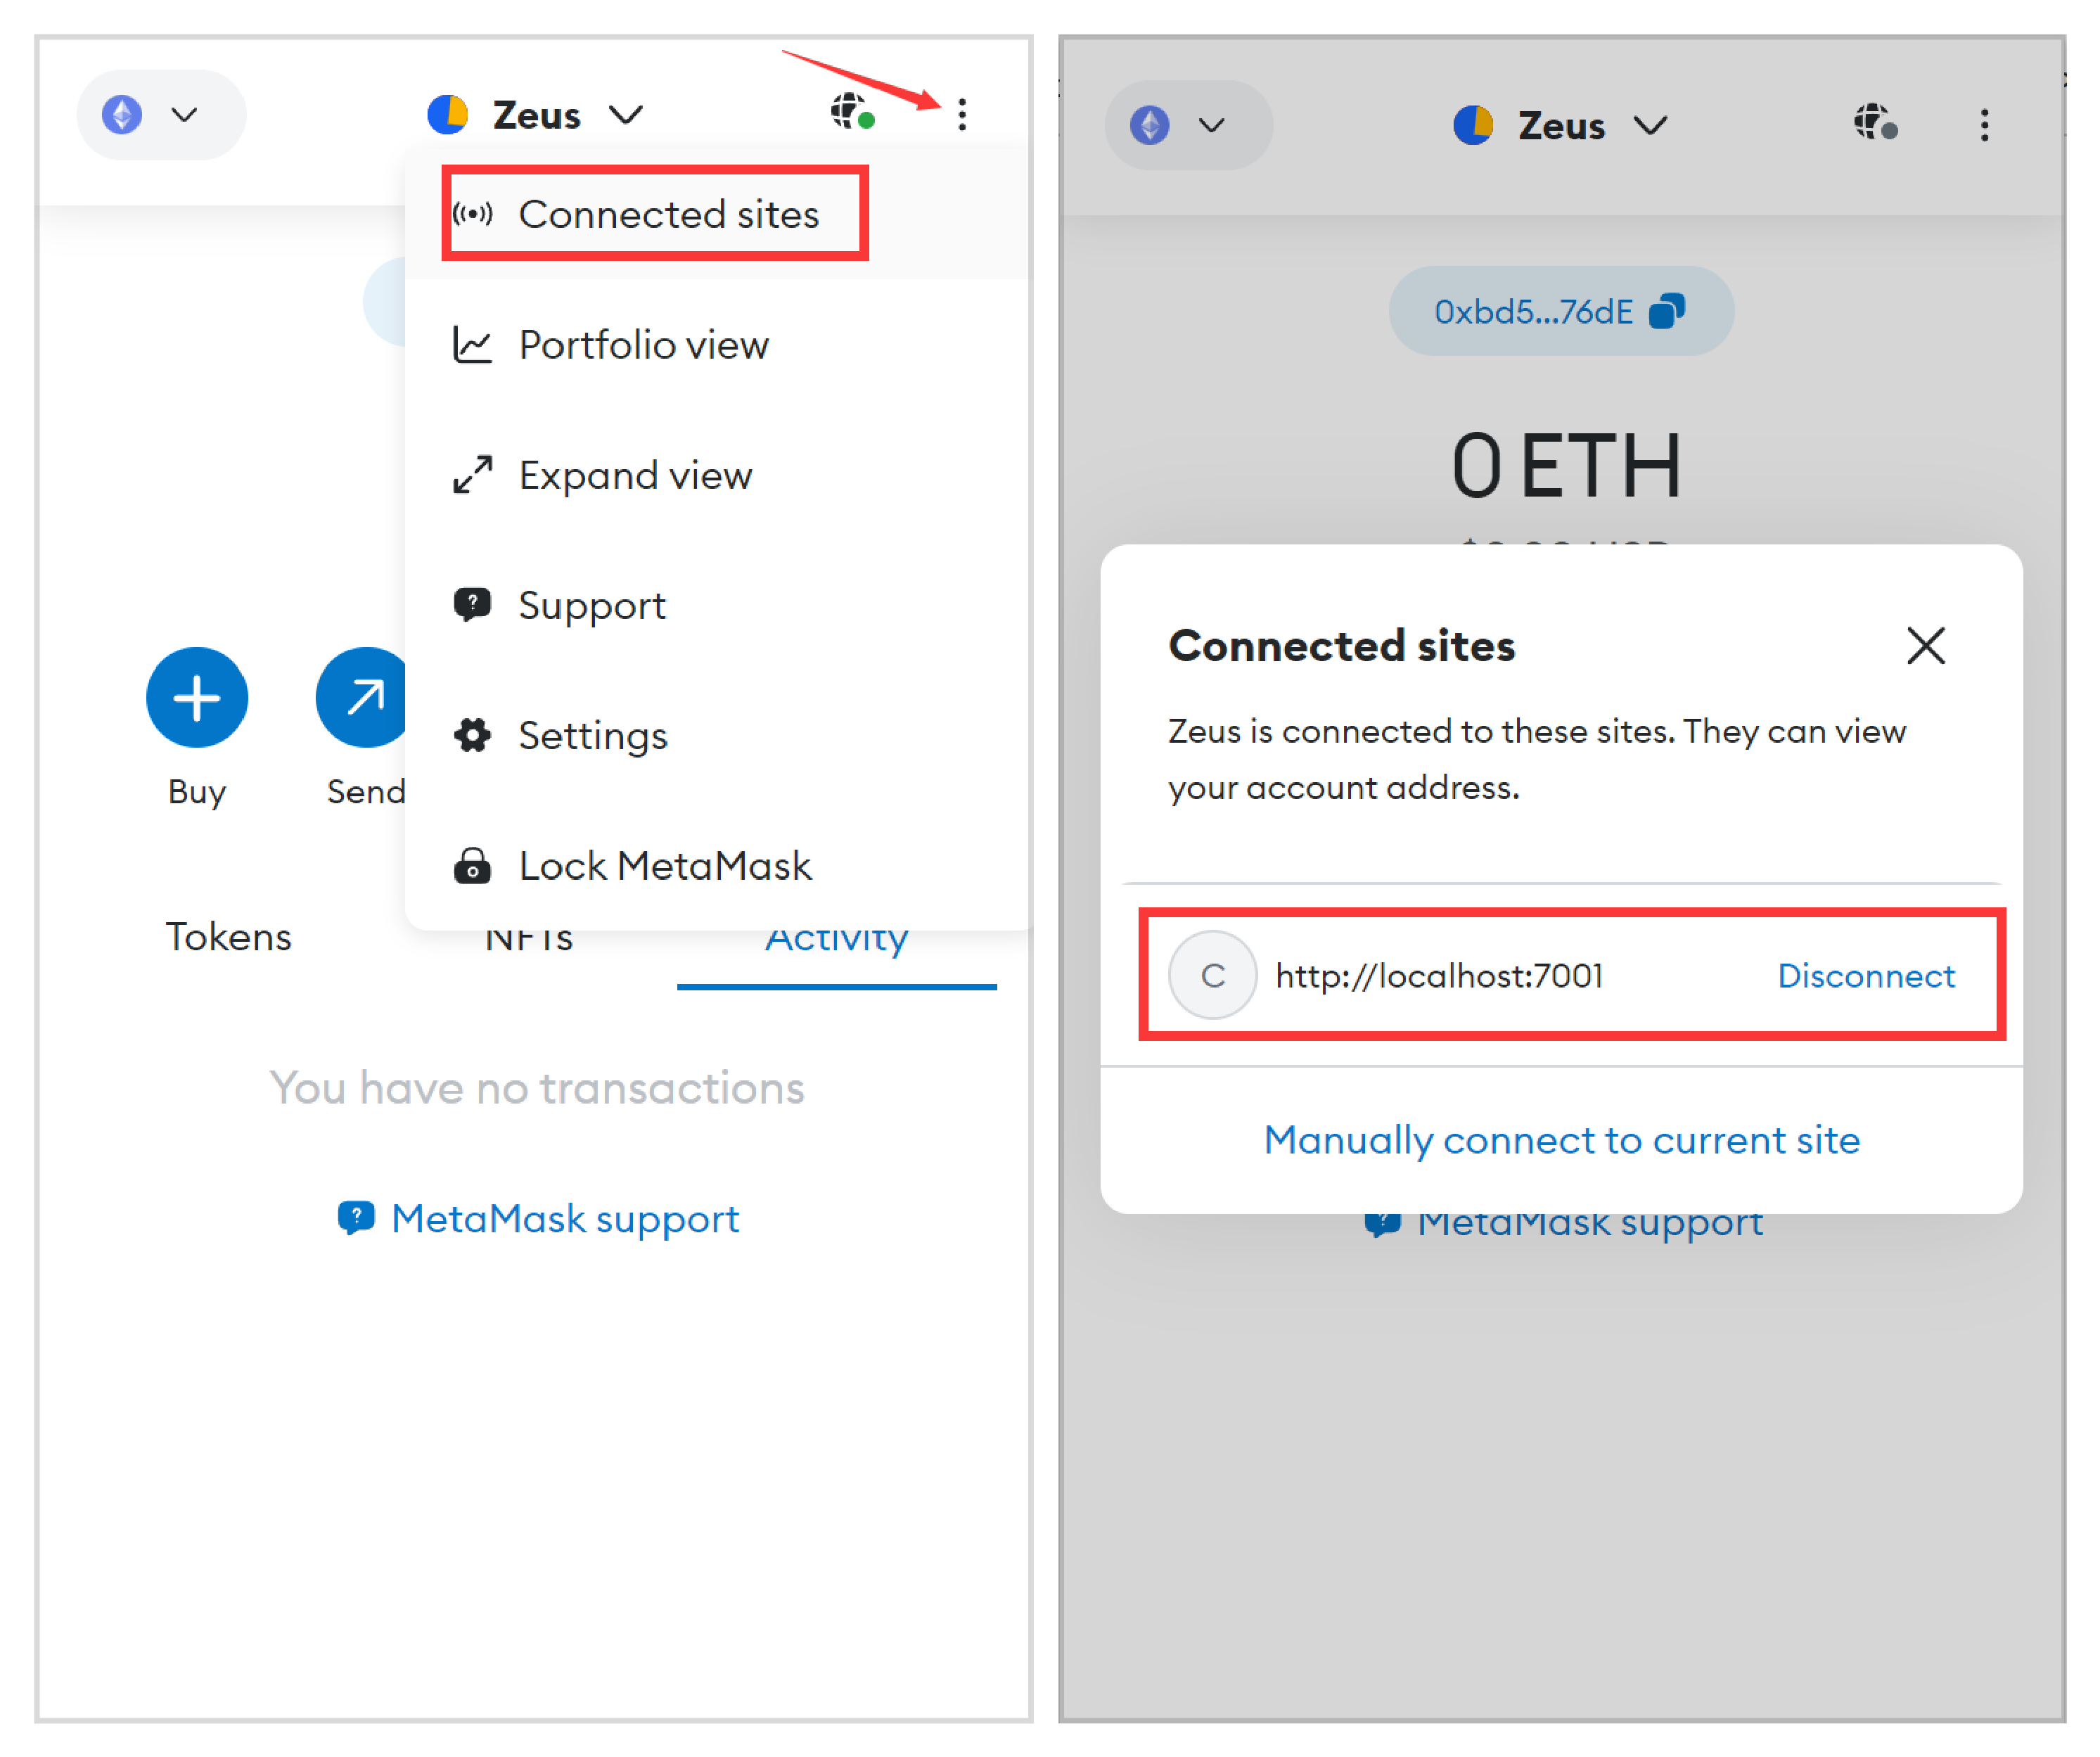 Zeus
Connected sites
Portfolio view
Expand view
Support
Settings
Lock MetaMask
Buy
Send
Tokens
NFTs
Activity
You have no transactions
MetaMask support
Zeus
0xbd5...76dE
0 ETH
Connected sites
Zeus is connected to these sites. They can view
your account address.
C
http://localhost:7001
Disconnect
Manually connect to current site
MetaMask support